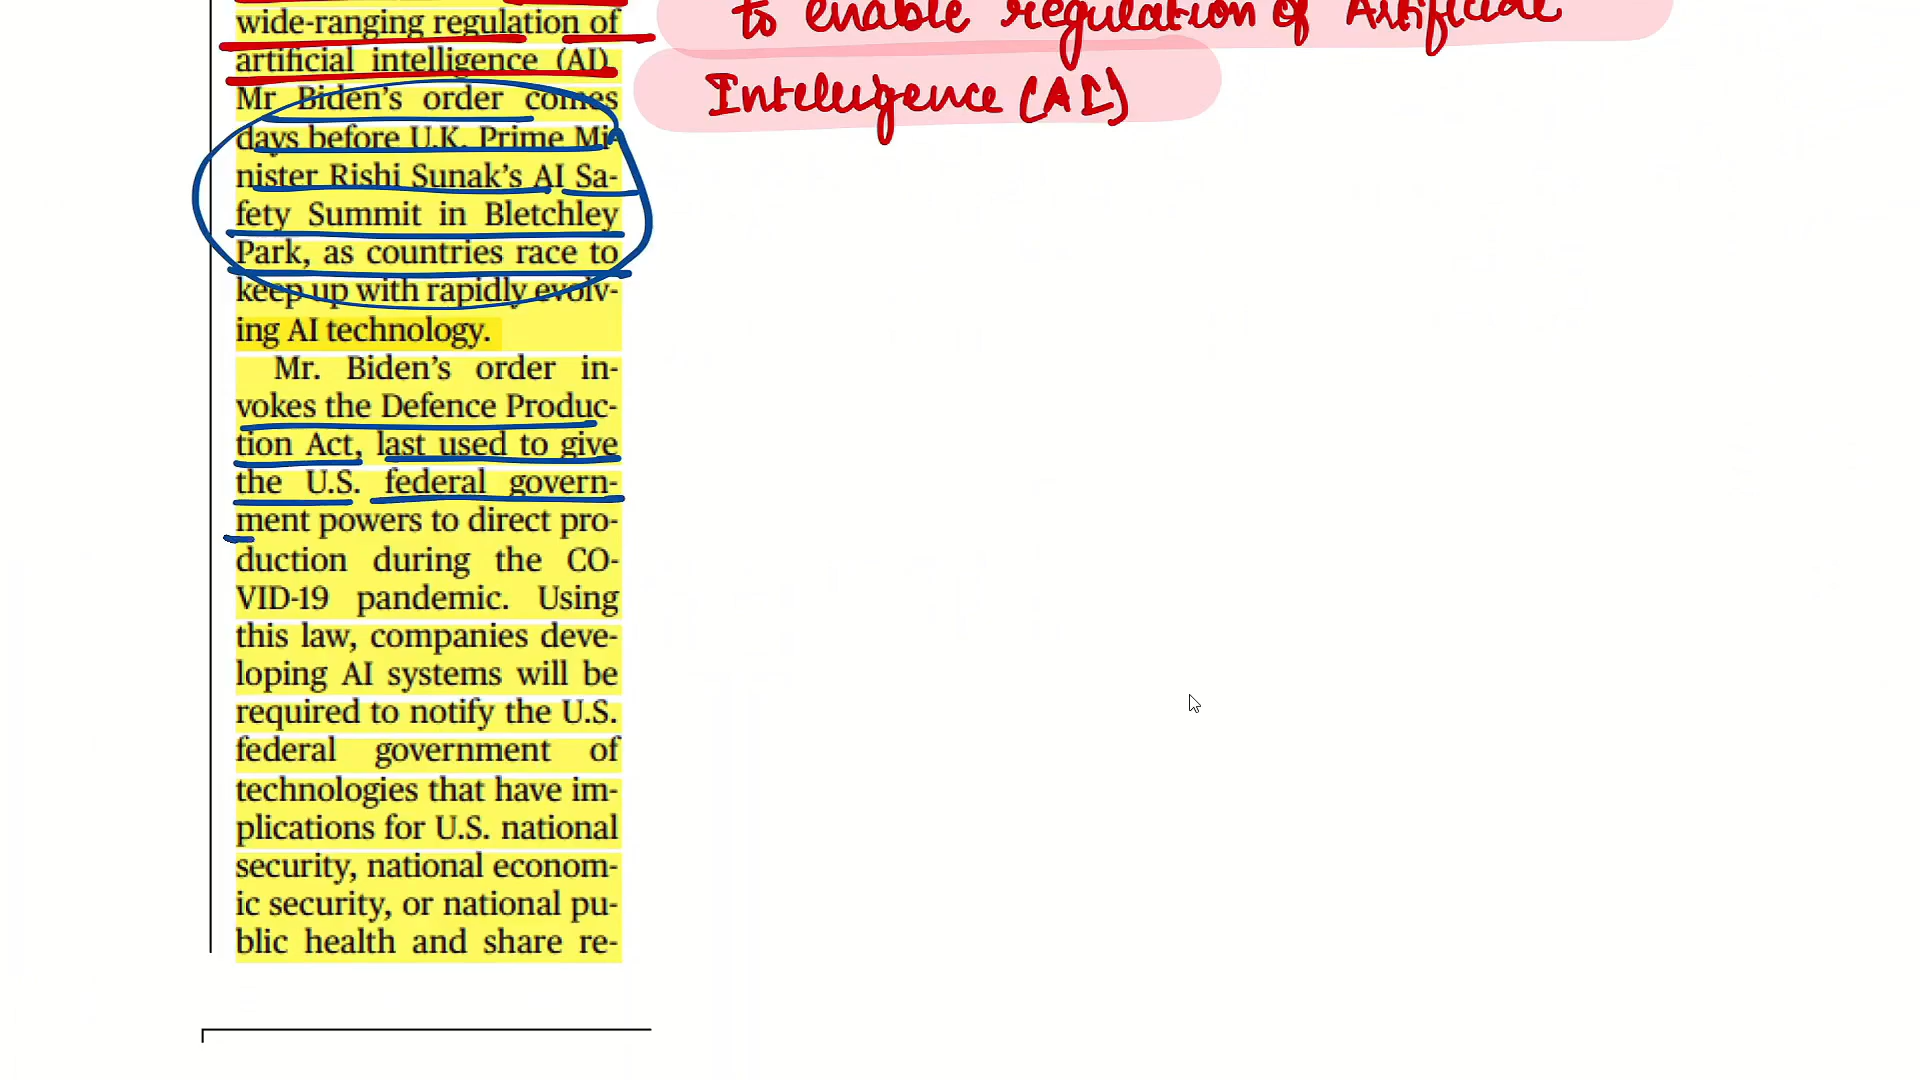 wide-ranging regulation of
artificial intelligence (AI).
Mr Biden's order comes
days before U.K. Prime Mi-
nister Rishi Sunak's AI Sa-
fety Summit in Bletchley
Park, as countries race to
keep up with rapidly evolv-
ing AI technology.
Mr. Biden's order in-
vokes the Defence Produc-
tion Act, last used to give
the U.S. federal govern-
ment powers to direct pro-
duction during the CO-
VID-19 pandemic. Using
this law, companies deve-
loping AI systems will be
required to notify the U.S.
federal government of
technologies that have im-
plications for U.S. national
security, national econom-
ic security, or national pu-
blic health and share re-
to enable regulation of
Intelligence (AI)